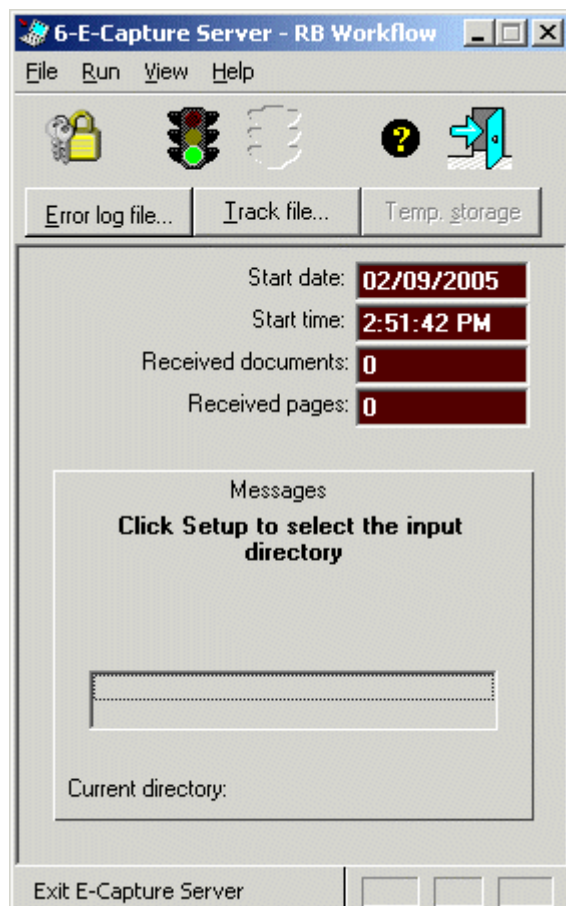 6-E-Capture Server - RB Workflow
File Run View Help
?
Error log file... Track file... Temp. storage
Start date: 02/09/2005
Start time: 2:51:42 PM
Received documents: 0
Received pages: 0
Messages
Click Setup to select the input
directory
Current directory:
Exit E-Capture Server